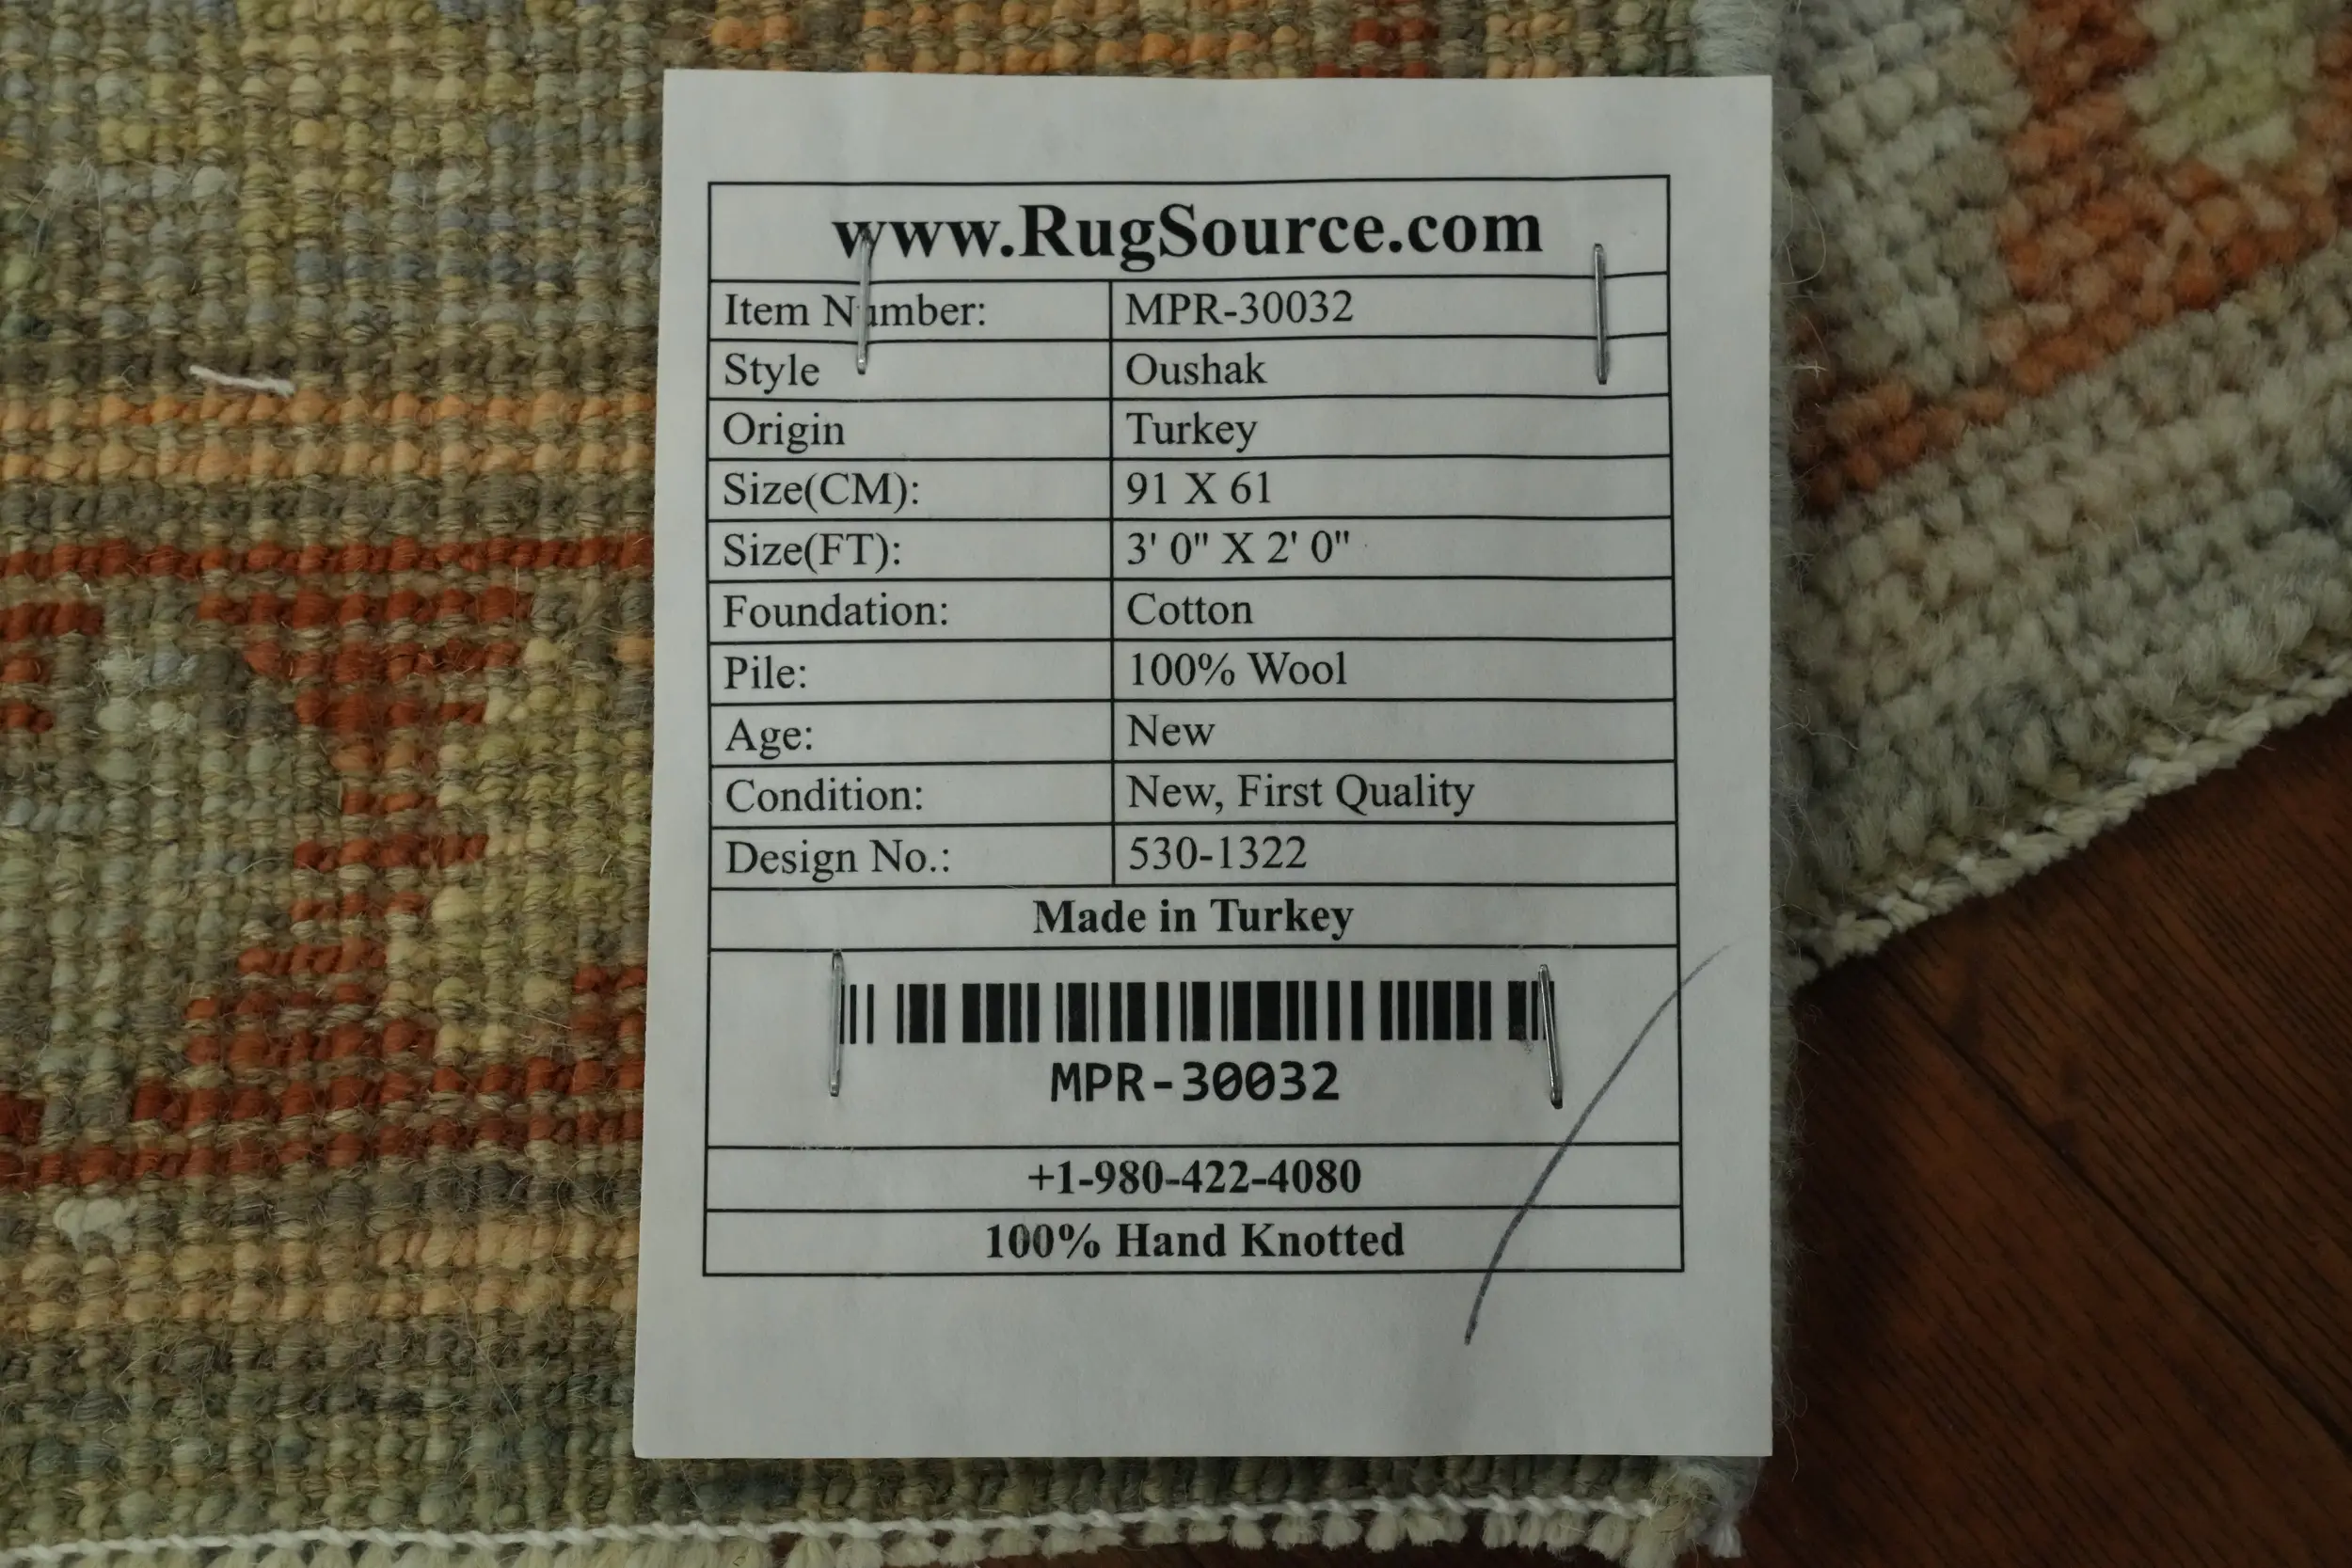 www.RugSource.com
Item Number: MPR-30032
Style Oushak
Origin Turkey
Size(CM): 91 X 61
Size(FT): 3' 0" X 2' 0"
Foundation: Cotton
Pile: 100% Wool
Age: New
Condition: New, First Quality
Design No.: 530-1322
Made in Turkey
MPR-30032
+1-980-422-4080
100% Hand Knotted